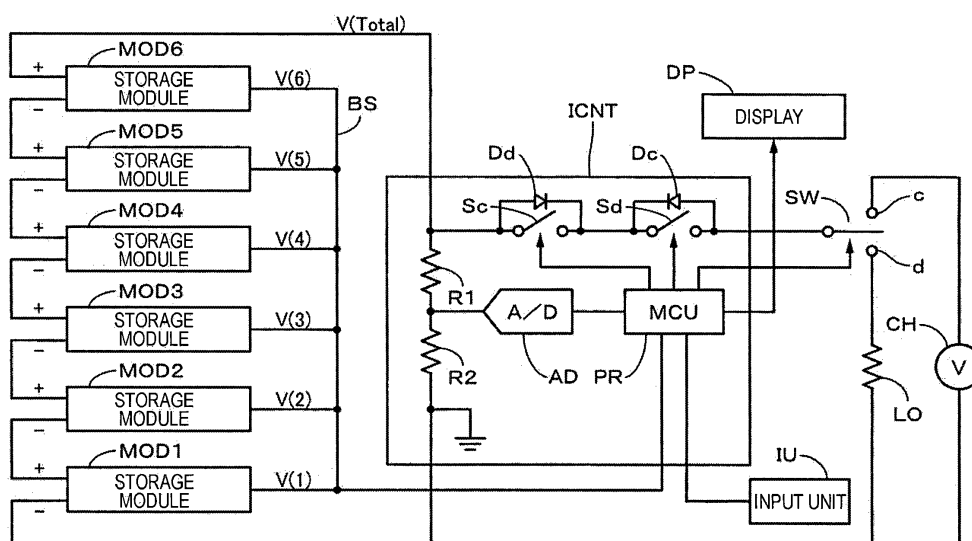 V(Total)
MOD6
+
STORAGE
MODULE
−
V(6)
BS
MOD5
+
STORAGE
MODULE
−
V(5)
MOD4
+
STORAGE
MODULE
−
V(4)
MOD3
+
STORAGE
MODULE
−
V(3)
MOD2
+
STORAGE
MODULE
−
V(2)
MOD1
+
STORAGE
MODULE
−
V(1)
ICNT
DP
DISPLAY
Dd
Dc
Sc
Sd
SW
c
d
R1
A/D
MCU
R2
AD
PR
CH
V
LO
IU
INPUT UNIT